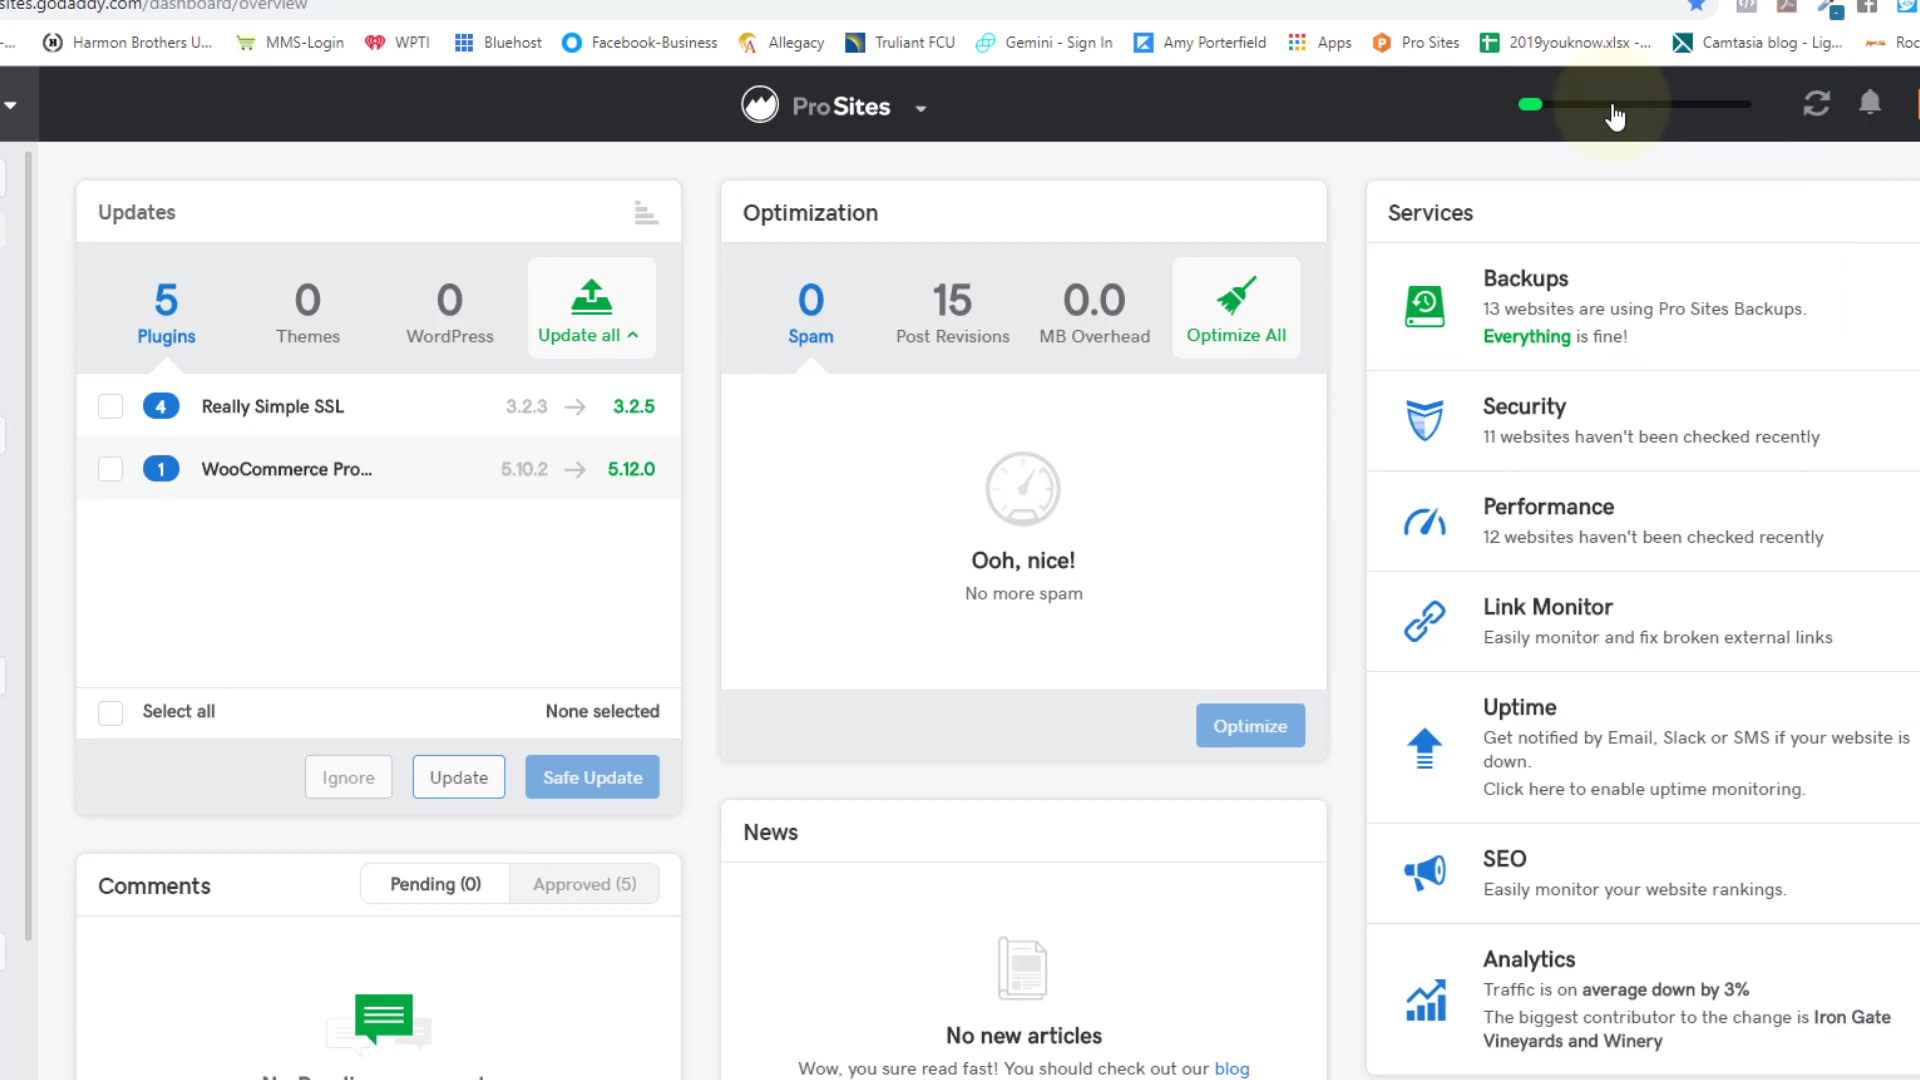 sites.godaddy.com/dashboard/overview
-...
Harmon Brothers U...
MMS-Login
WPTI
Bluehost
Facebook-Business
Allegacy
Truliant FCU
Gemini - Sign In
Amy Porterfield
Apps
Pro Sites
2019youknow.xlsx -...
Camtasia blog - Lig...
Roc
Pro Sites
Updates
5
Plugins
0
Themes
0
WordPress
Update all
4 Really Simple SSL 3.2.3 → 3.2.5
1 WooCommerce Pro... 5.10.2 → 5.12.0
Select all
None selected
Ignore
Update
Safe Update
Comments
Pending (0)
Approved (5)
Optimization
0
Spam
15
Post Revisions
0.0
MB Overhead
Optimize All
Ooh, nice!
No more spam
Optimize
News
No new articles
Wow, you sure read fast! You should check out our blog
Services
Backups
13 websites are using Pro Sites Backups.
Everything is fine!
Security
11 websites haven't been checked recently
Performance
12 websites haven't been checked recently
Link Monitor
Easily monitor and fix broken external links
Uptime
Get notified by Email, Slack or SMS if your website is
down.
Click here to enable uptime monitoring.
SEO
Easily monitor your website rankings.
Analytics
Traffic is on average down by 3%
The biggest contributor to the change is Iron Gate
Vineyards and Winery